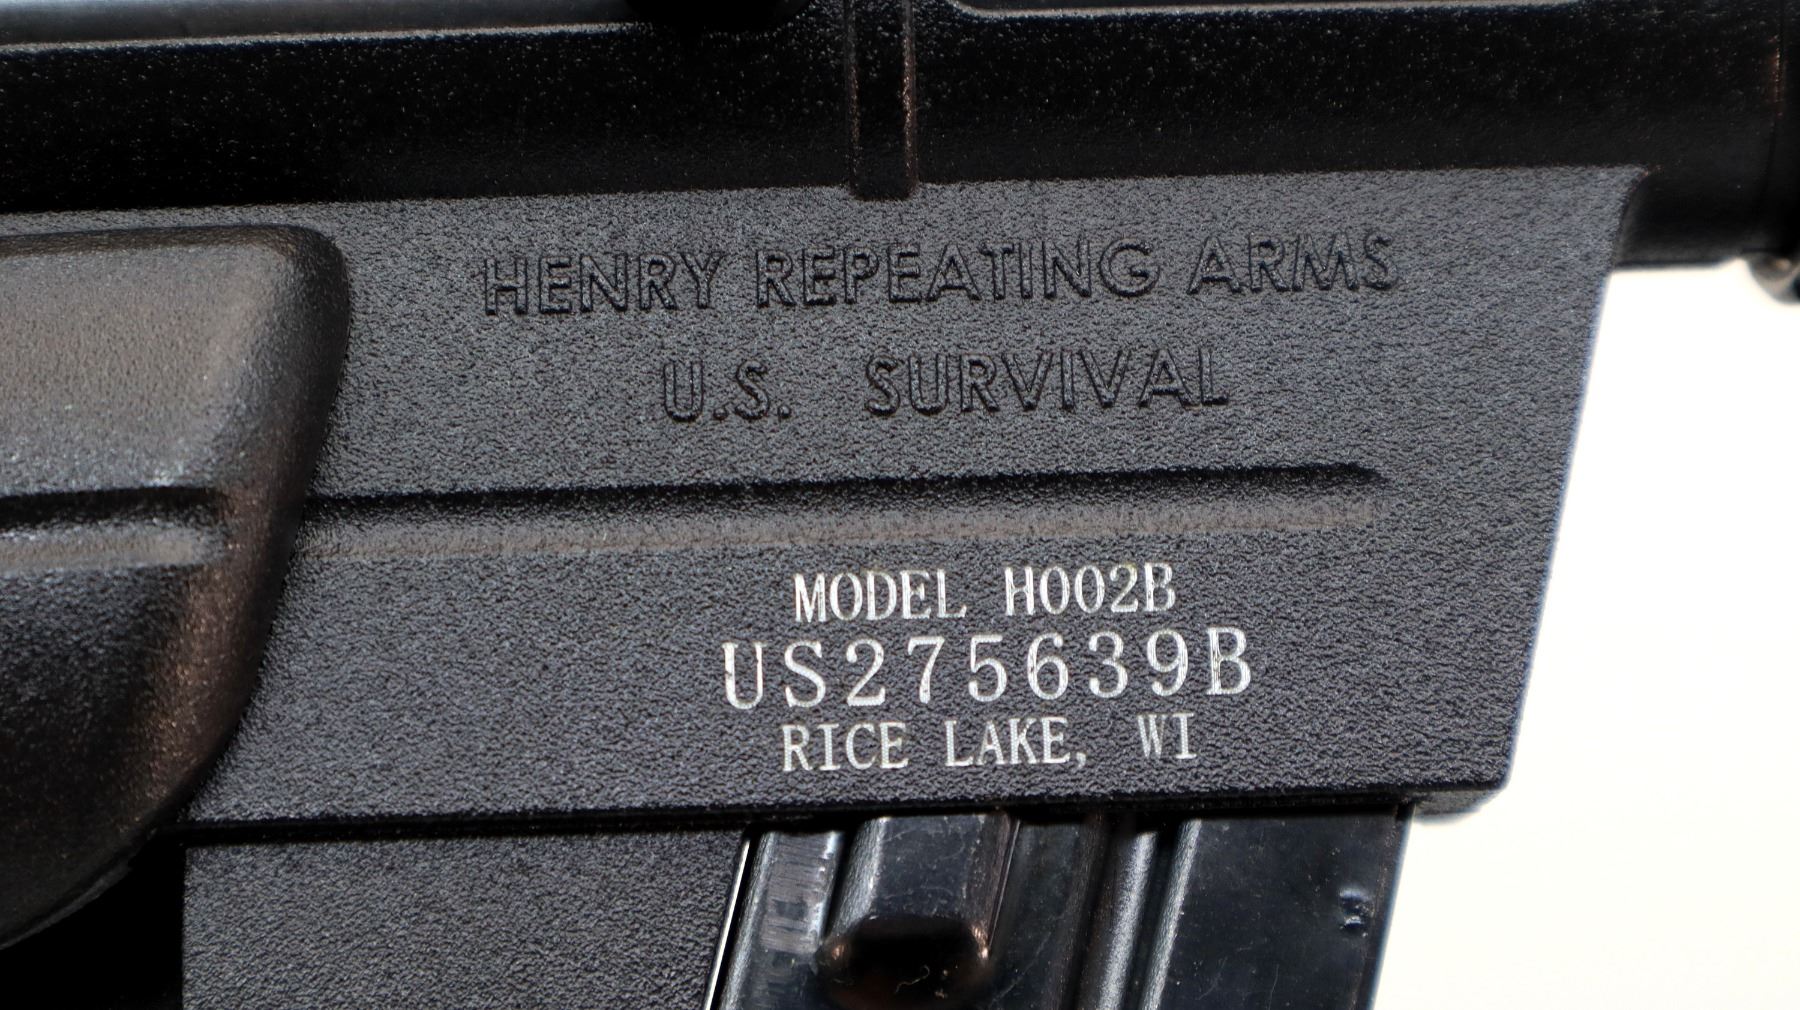 HENRY REPEATING ARMS
U.S. SURVIVAL
MODEL H002B
US275639B
RICE LAKE, WI